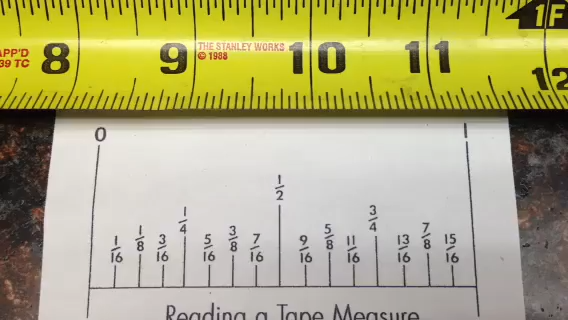 1F
APP'D
39 TC
8 9 THE STANLEY WORKS 10 11
© 1988
12
0 1
1/16 1/8 3/16 1/4 5/16 3/8 7/16 1/2 9/16 5/8 11/16 3/4 13/16 7/8 15/16
Reading a Tape Measure